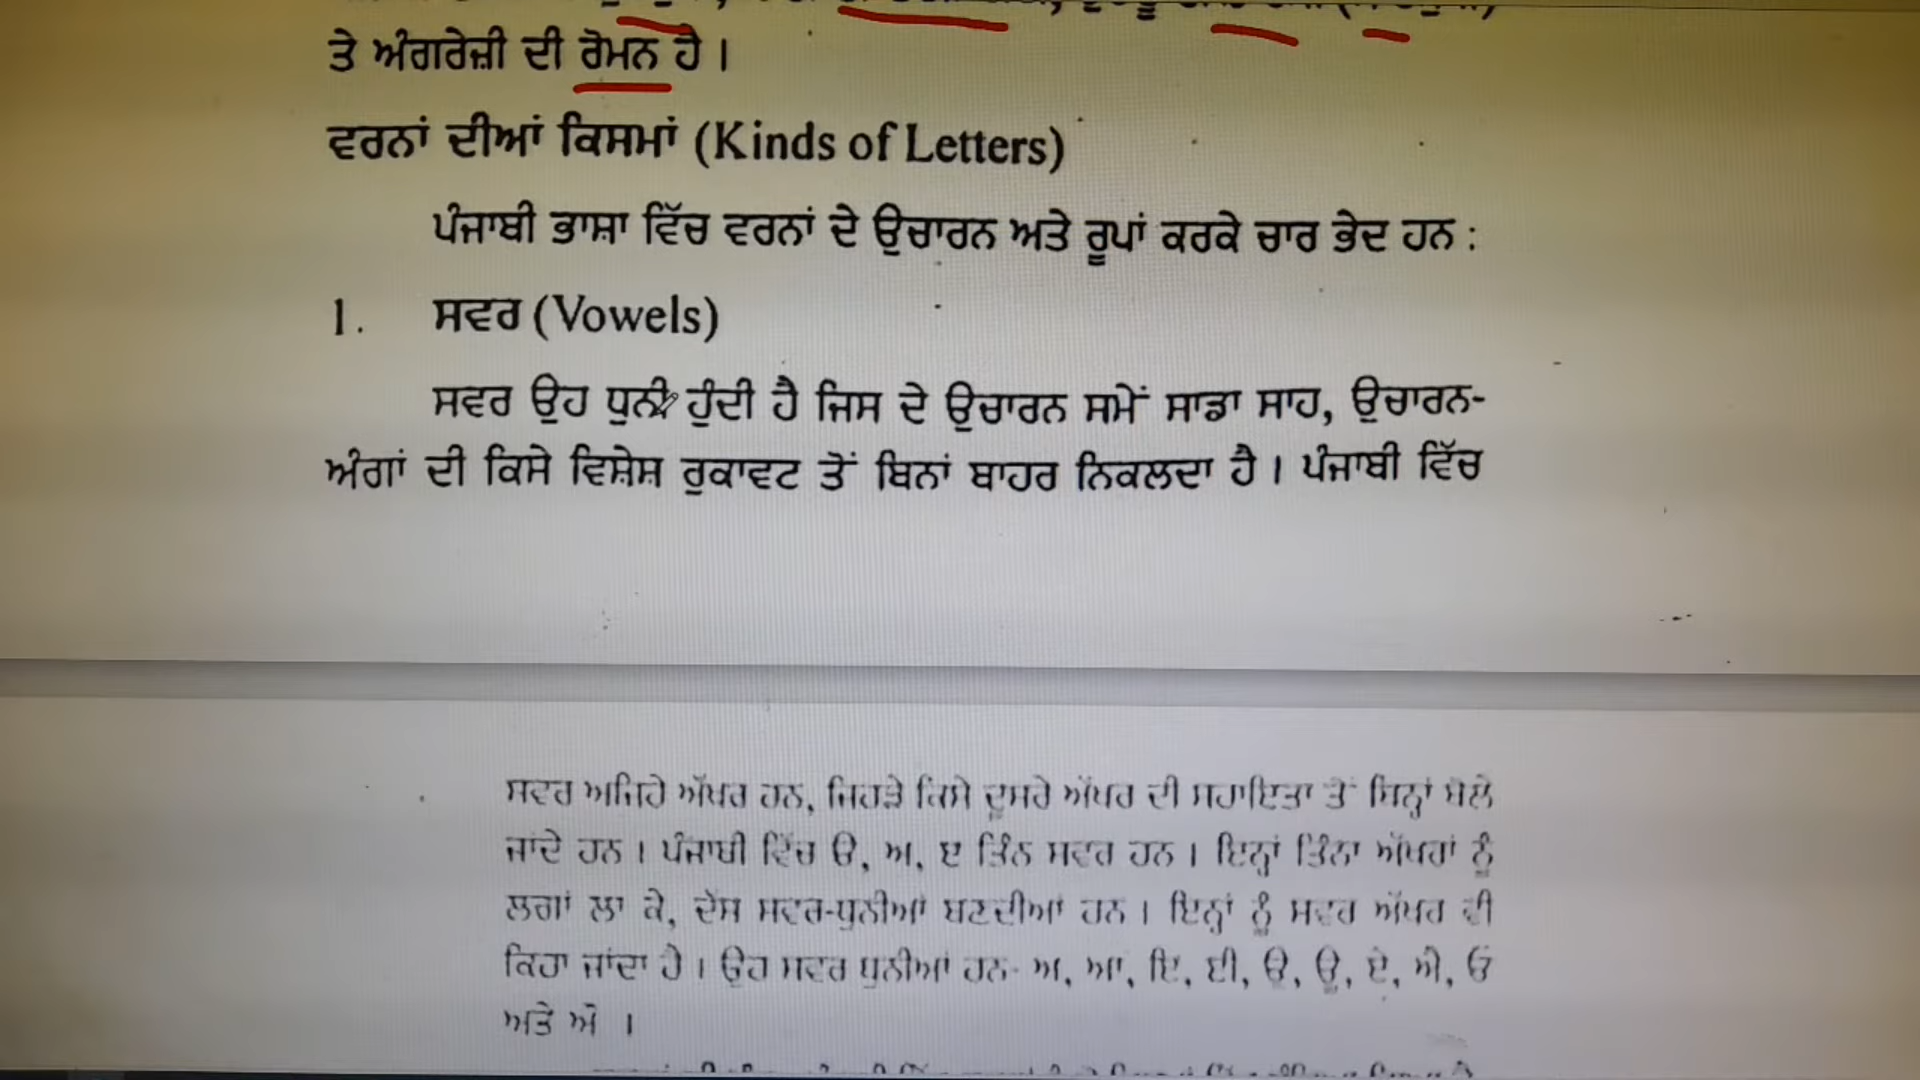 ਤੇ ਅੰਗਰੇਜ਼ੀ ਦੀ ਰੋਮਨ ਹੈ ।
ਵਰਨਾਂ ਦੀਆਂ ਕਿਸਮਾਂ (Kinds of Letters)
ਪੰਜਾਬੀ ਭਾਸ਼ਾ ਵਿੱਚ ਵਰਨਾਂ ਦੇ ਉਚਾਰਨ ਅਤੇ ਰੂਪਾਂ ਕਰਕੇ ਚਾਰ ਭੇਦ ਹਨ :
1. ਸਵਰ (Vowels)
ਸਵਰ ਉਹ ਧੁਨੀ ਹੁੰਦੀ ਹੈ ਜਿਸ ਦੇ ਉਚਾਰਨ ਸਮੇਂ ਸਾਡਾ ਸਾਹ, ਉਚਾਰਨ-
ਅੰਗਾਂ ਦੀ ਕਿਸੇ ਵਿਸ਼ੇਸ਼ ਰੁਕਾਵਟ ਤੋਂ ਬਿਨਾਂ ਬਾਹਰ ਨਿਕਲਦਾ ਹੈ । ਪੰਜਾਬੀ ਵਿੱਚ
ਸਵਰ ਅਜਿਹੇ ਅੱਖਰ ਹਨ, ਜਿਹੜੇ ਕਿਸੇ ਦੂਸਰੇ ਅੱਖਰ ਦੀ ਸਹਾਇਤਾ ਤੋਂ ਬਿਨ੍ਹਾਂ ਬੋਲੇ
ਜਾਂਦੇ ਹਨ । ਪੰਜਾਬੀ ਵਿੱਚ ੳ, ਅ, ੲ ਤਿੰਨ ਸਵਰ ਹਨ । ਇਨ੍ਹਾਂ ਤਿੰਨਾ ਅੱਖਰਾਂ ਨੂੰ
ਲਗਾਂ ਲਾ ਕੇ, ਦੱਸ ਸਵਰ-ਧੁਨੀਆਂ ਬਣਦੀਆਂ ਹਨ । ਇਨ੍ਹਾਂ ਨੂੰ ਸਵਰ ਅੱਖਰ ਵੀ
ਕਿਹਾ ਜਾਂਦਾ ਹੈ । ਉਹ ਸਵਰ ਧੁਨੀਆਂ ਹਨ- ਅ, ਆ, ਇ, ਈ, ਉ, ਊ, ਏ, ਐ, ਓ
ਅਤੇ ਔ ।